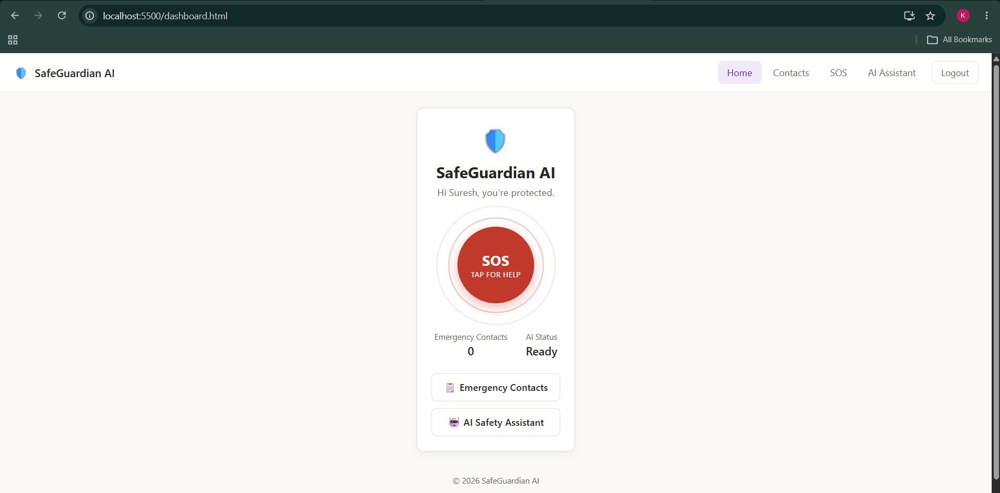 localhost:5500/dashboard.html
K
All Bookmarks
SafeGuardian AI
Home
Contacts
SOS
AI Assistant
Logout
SafeGuardian AI
Hi Suresh, you're protected.
SOS
TAP FOR HELP
Emergency Contacts
0
AI Status
Ready
Emergency Contacts
AI Safety Assistant
© 2026 SafeGuardian AI